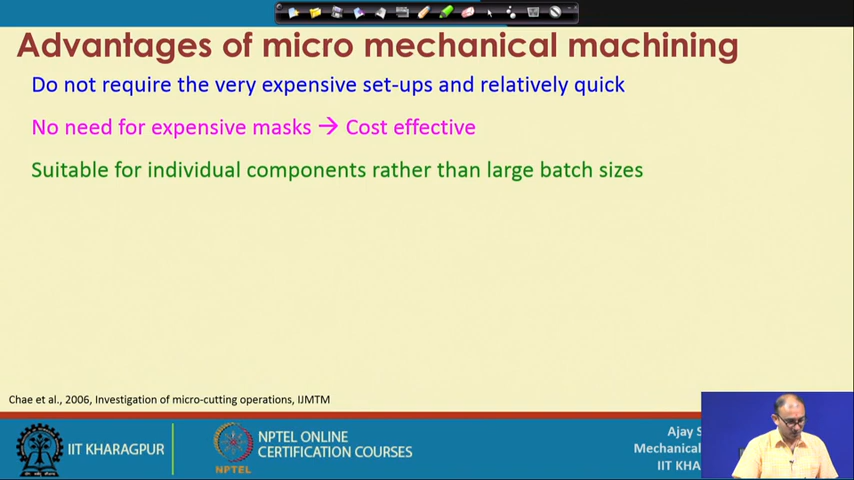 Advantages of micro mechanical machining
Do not require the very expensive set-ups and relatively quick
No need for expensive masks → Cost effective
Suitable for individual components rather than large batch sizes
Chae et al., 2006, Investigation of micro-cutting operations, IJMTM
IIT KHARAGPUR
NPTEL
NPTEL ONLINE
CERTIFICATION COURSES
Ajay S
Mechanical
IIT KHA